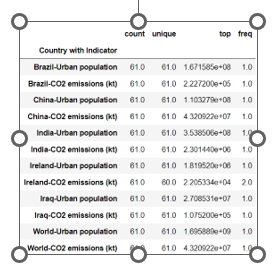 count unique top freq
Country with Indicator
Brazil-Urban population 61.0 61.0 1.671585e+08 1.0
Brazil-CO2 emissions (kt) 61.0 61.0 2.227200e+05 1.0
China-Urban population 61.0 61.0 1.103279e+08 1.0
China-CO2 emissions (kt) 61.0 61.0 4.320922e+07 1.0
India-Urban population 61.0 61.0 3.538506e+08 1.0
India-CO2 emissions (kt) 61.0 61.0 2.301440e+06 1.0
Ireland-Urban population 61.0 61.0 1.819520e+06 1.0
Ireland-CO2 emissions (kt) 61.0 60.0 2.205334e+04 2.0
Iraq-Urban population 61.0 61.0 2.708531e+07 1.0
Iraq-CO2 emissions (kt) 61.0 61.0 1.075200e+05 1.0
World-Urban population 61.0 61.0 1.695889e+09 1.0
World-CO2 emissions (kt) 61.0 61.0 4.320922e+07 1.0